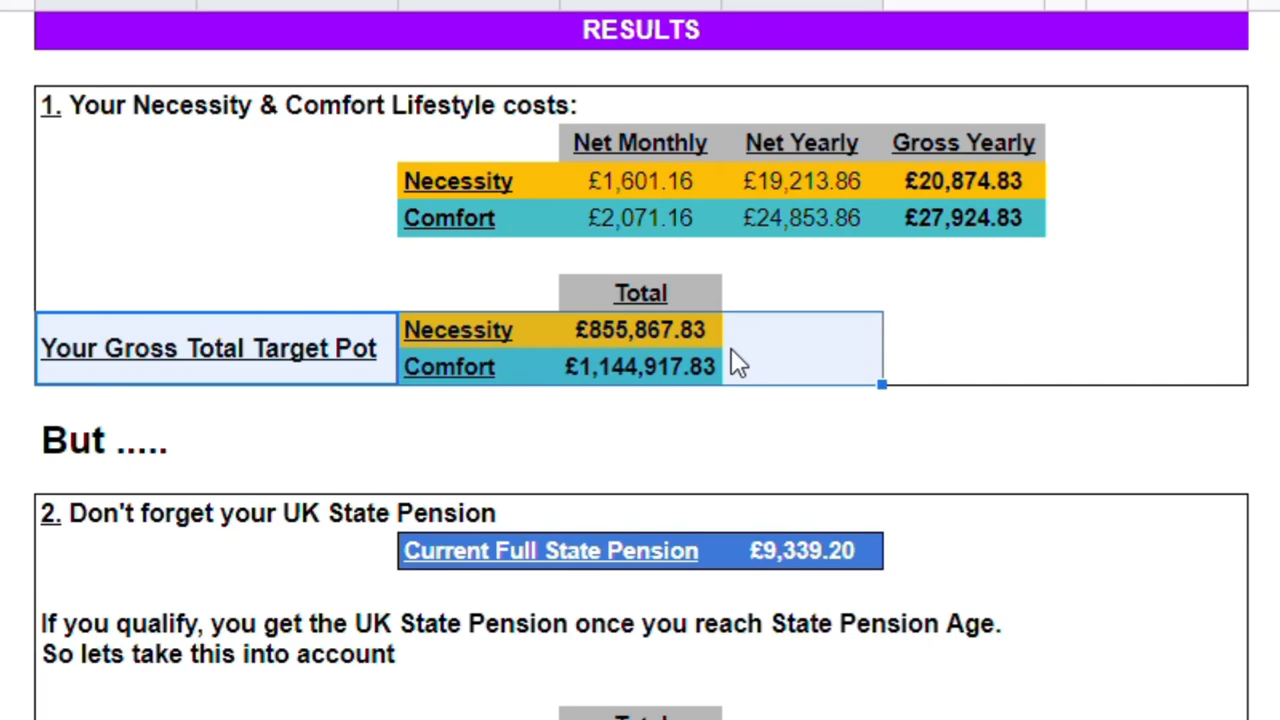 RESULTS
1. Your Necessity & Comfort Lifestyle costs:
Net Monthly Net Yearly Gross Yearly
Necessity £1,601.16 £19,213.86 £20,874.83
Comfort £2,071.16 £24,853.86 £27,924.83
Total
Your Gross Total Target Pot
Necessity £855,867.83
Comfort £1,144,917.83
But .....
2. Don't forget your UK State Pension
Current Full State Pension £9,339.20
If you qualify, you get the UK State Pension once you reach State Pension Age.
So lets take this into account